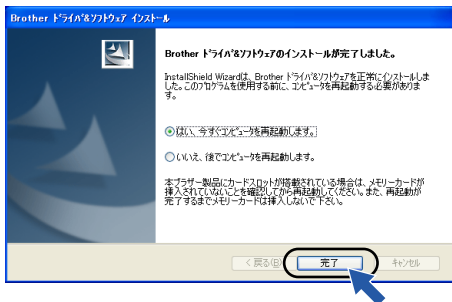 Brother ﾄﾞﾗｲﾊﾞ&ｿﾌﾄｳｪｱ ｲﾝｽﾄｰﾙ
Brother ﾄﾞﾗｲﾊﾞ&ｿﾌﾄｳｪｱのインストールが完了しました。
InstallShield Wizardは、Brother ﾄﾞﾗｲﾊﾞ&ｿﾌﾄｳｪｱを正常にｲﾝｽﾄｰﾙしま
した。このﾌﾟﾛｸﾞﾗﾑを使用する前に、ｺﾝﾋﾟｭｰﾀを再起動する必要がありま
す。
はい、今すぐｺﾝﾋﾟｭｰﾀを再起動します。
いいえ、後でｺﾝﾋﾟｭｰﾀを再起動します。
本ブラザー製品にカードスロットが搭載されている場合は、メモリーカードが
挿入されていないことを確認してから再起動してください。また、再起動が
完了するまでメモリーカードは挿入しないで下さい。
< 戻る(B) 完了 ｷｬﾝｾﾙ